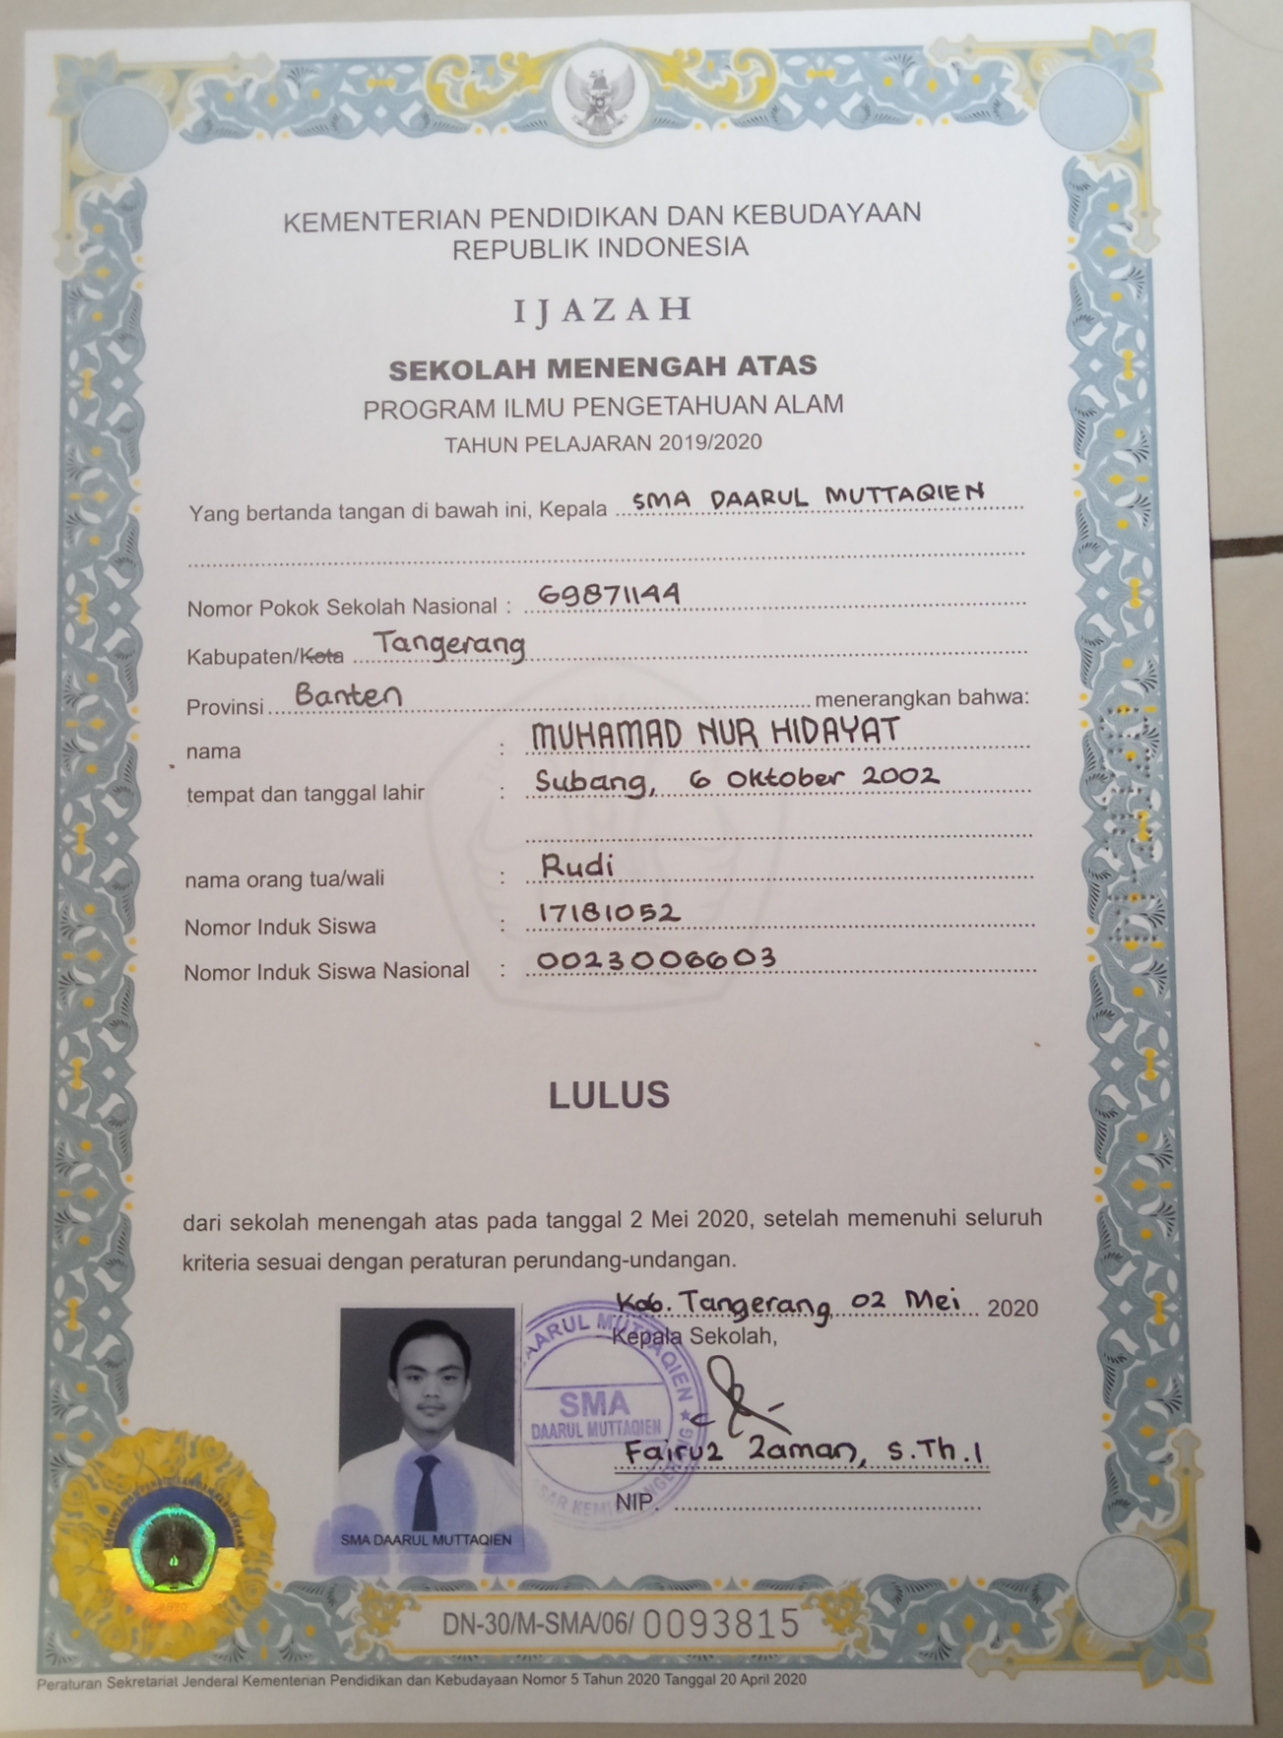 KEMENTERIAN PENDIDIKAN DAN KEBUDAYAAN
REPUBLIK INDONESIA
IJAZAH
SEKOLAH MENENGAH ATAS
PROGRAM ILMU PENGETAHUAN ALAM
TAHUN PELAJARAN 2019/2020
Yang bertanda tangan di bawah ini, Kepala SMA DAARUL MUTTAQIEN
Nomor Pokok Sekolah Nasional : 69871144
Kabupaten/Kota Tangerang
Provinsi Banten menerangkan bahwa:
nama : MUHAMAD NUR HIDAYAT
tempat dan tanggal lahir : Subang, 6 Oktober 2002
nama orang tua/wali : Rudi
Nomor Induk Siswa : 17181052
Nomor Induk Siswa Nasional : 0023006603
LULUS
dari sekolah menengah atas pada tanggal 2 Mei 2020, setelah memenuhi seluruh
kriteria sesuai dengan peraturan perundang-undangan.
Kab. Tangerang 02 Mei 2020
Kepala Sekolah,
DAARUL MUTTAQIEN
SMA
DAARUL MUTTAQIEN
Fairuz Zaman, S.Th.I
NIP.
SMA DAARUL MUTTAQIEN
DN-30/M-SMA/06/ 0093815
Peraturan Sekretariat Jenderal Kementerian Pendidikan dan Kebudayaan Nomor 5 Tahun 2020 Tanggal 20 April 2020